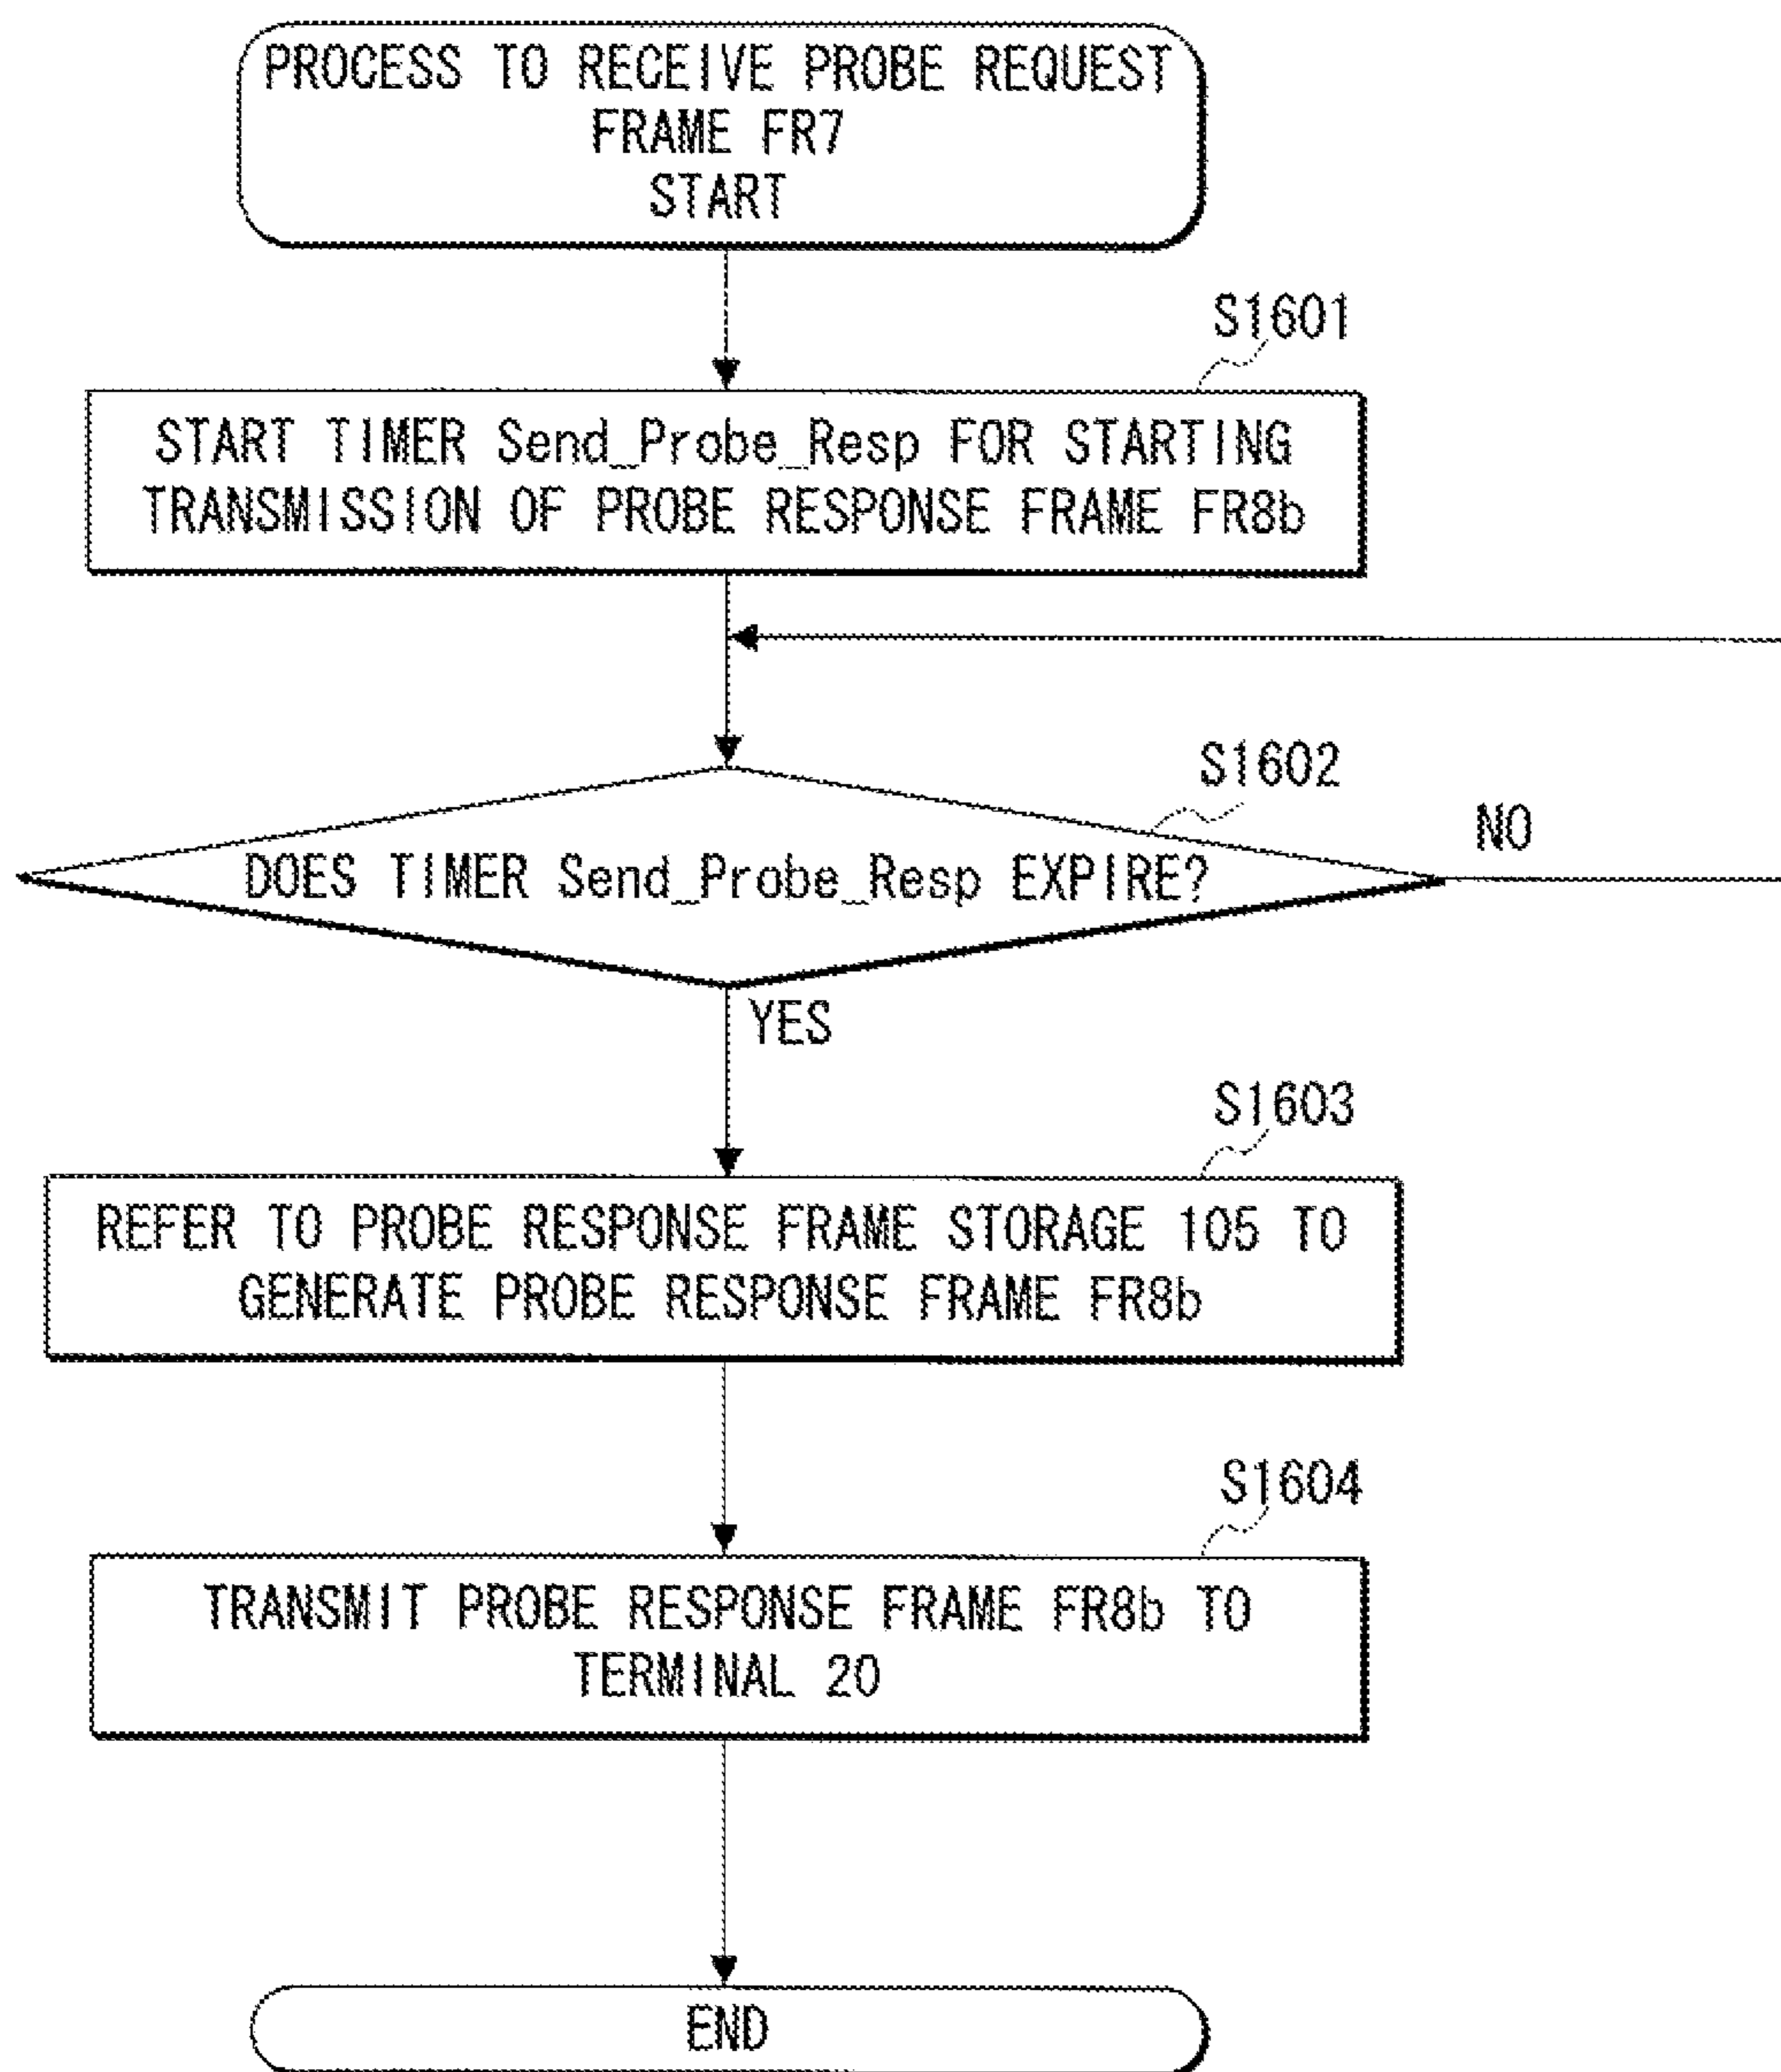 PROCESS TO RECEIVE PROBE REQUEST
FRAME FR7
START
S1601
START TIMER Send_Probe_Resp FOR STARTING
TRANSMISSION OF PROBE RESPONSE FRAME FR8b
S1602
NO
DOES TIMER Send_Probe_Resp EXPIRE?
YES
S1603
REFER TO PROBE RESPONSE FRAME STORAGE 105 TO
GENERATE PROBE RESPONSE FRAME FR8b
S1604
TRANSMIT PROBE RESPONSE FRAME FR8b TO
TERMINAL 20
END